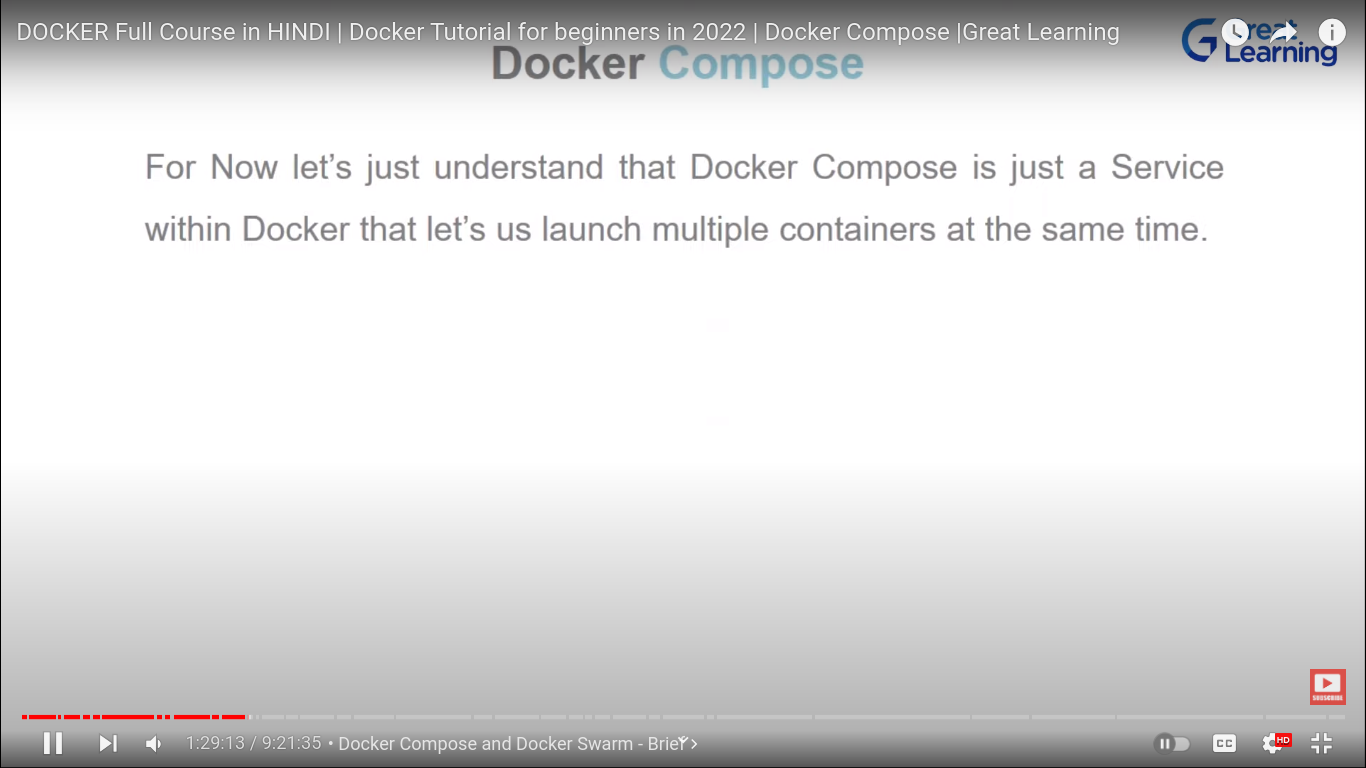 DOCKER Full Course in HINDI | Docker Tutorial for beginners in 2022 | Docker Compose |Great Learning
Great
Learning
Docker Compose
For Now let's just understand that Docker Compose is just a Service
within Docker that let's us launch multiple containers at the same time.
SUBSCRIBE
1:29:13 / 9:21:35 • Docker Compose and Docker Swarm - Brief
CC
HD